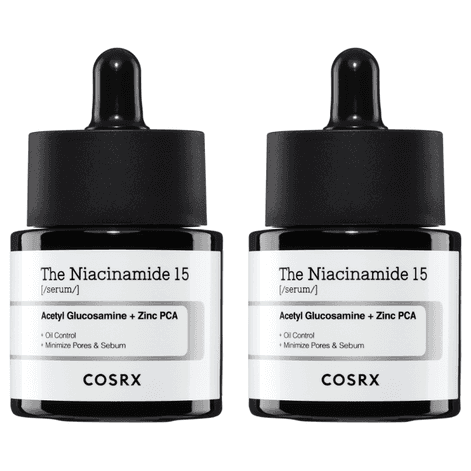 The Niacinamide 15
[/serum/]
Acetyl Glucosamine + Zinc PCA
• Oil Control
• Minimize Pores & Sebum
COSRX
The Niacinamide 15
[/serum/]
Acetyl Glucosamine + Zinc PCA
• Oil Control
• Minimize Pores & Sebum
COSRX